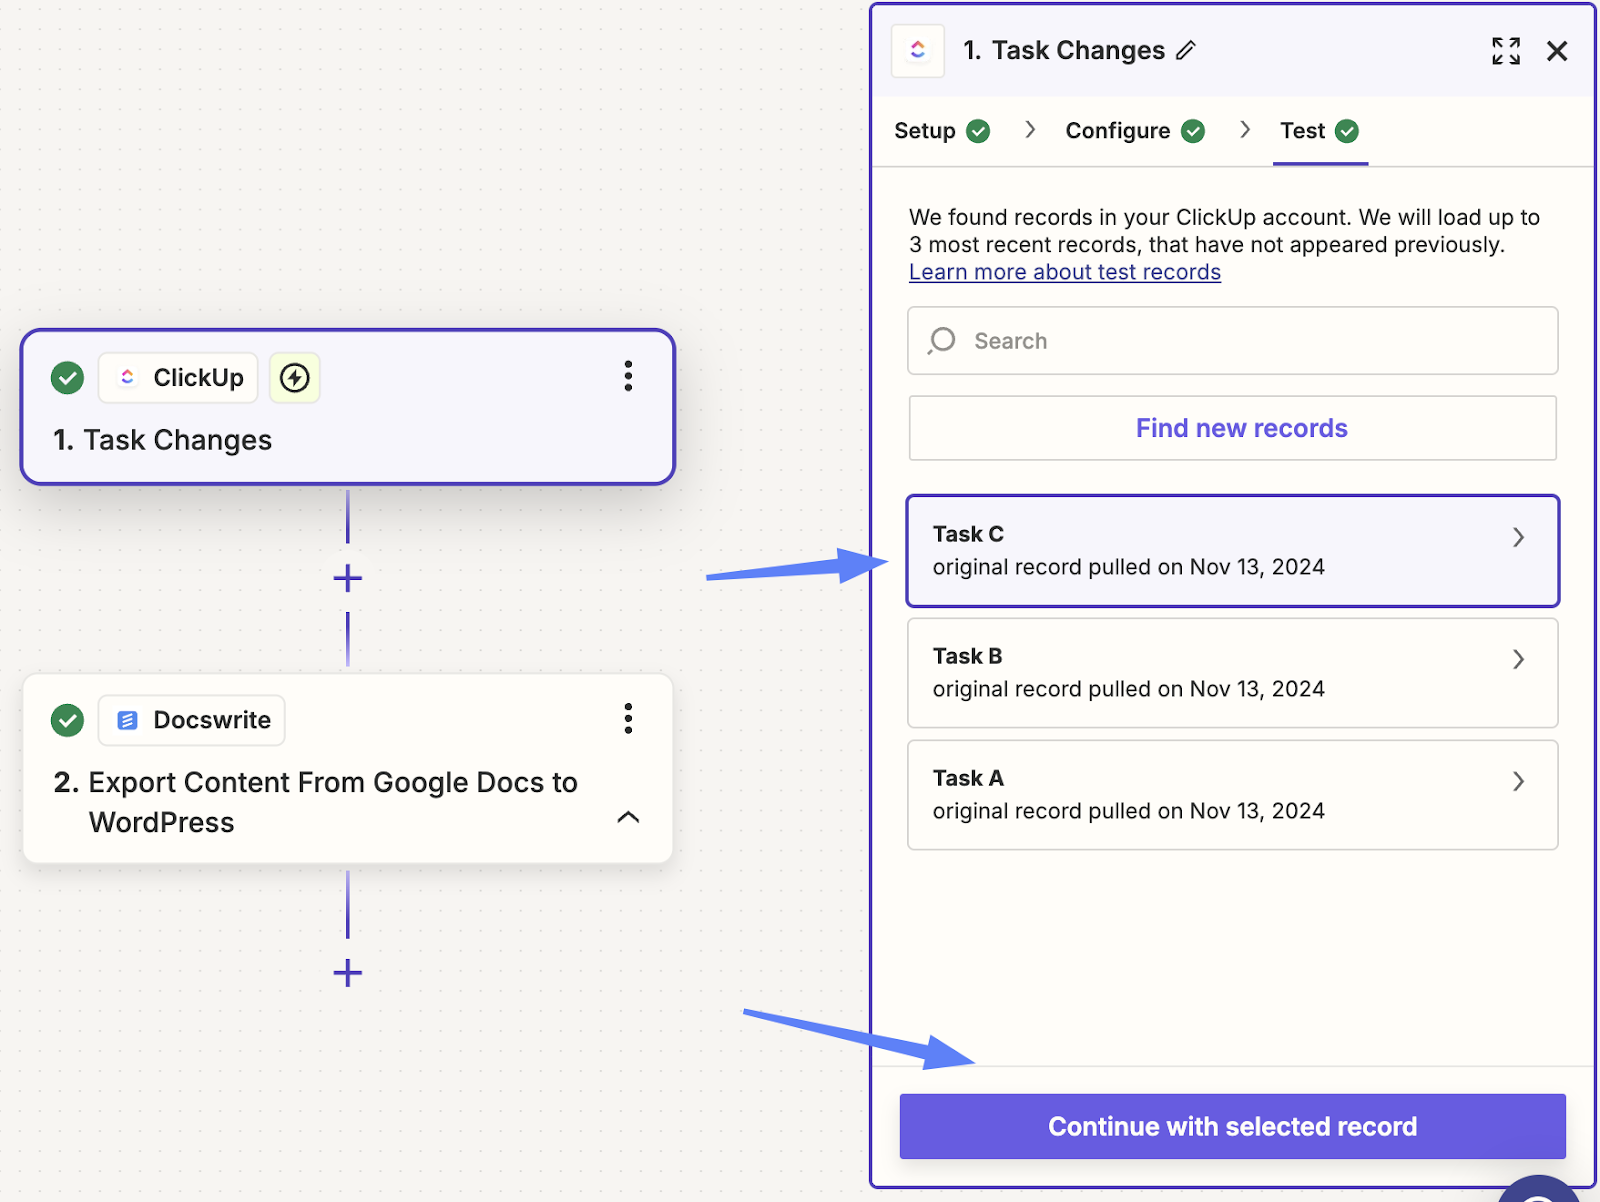 1. Task Changes
Setup
Configure
Test
We found records in your ClickUp account. We will load up to
3 most recent records, that have not appeared previously.
Learn more about test records
Search
Find new records
Task C
original record pulled on Nov 13, 2024
Task B
original record pulled on Nov 13, 2024
Task A
original record pulled on Nov 13, 2024
Continue with selected record
ClickUp
1. Task Changes
Docswrite
2. Export Content From Google Docs to
WordPress